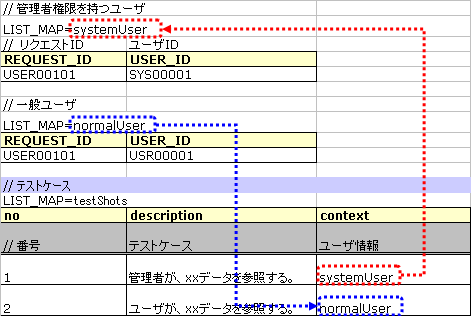 // 管理者権限を持つユーザ
LIST_MAP=systemUser
// リクエストID ユーザID
REQUEST_ID USER_ID
USER00101 SYS00001
// 一般ユーザ
LIST_MAP=normalUser
REQUEST_ID USER_ID
USER00101 USR00001
// テストケース
LIST_MAP=testShots
no description context
// 番号 テストケース ユーザ情報
1 管理者が、xxデータを参照する。 systemUser
2 ユーザが、xxデータを参照する。 normalUser